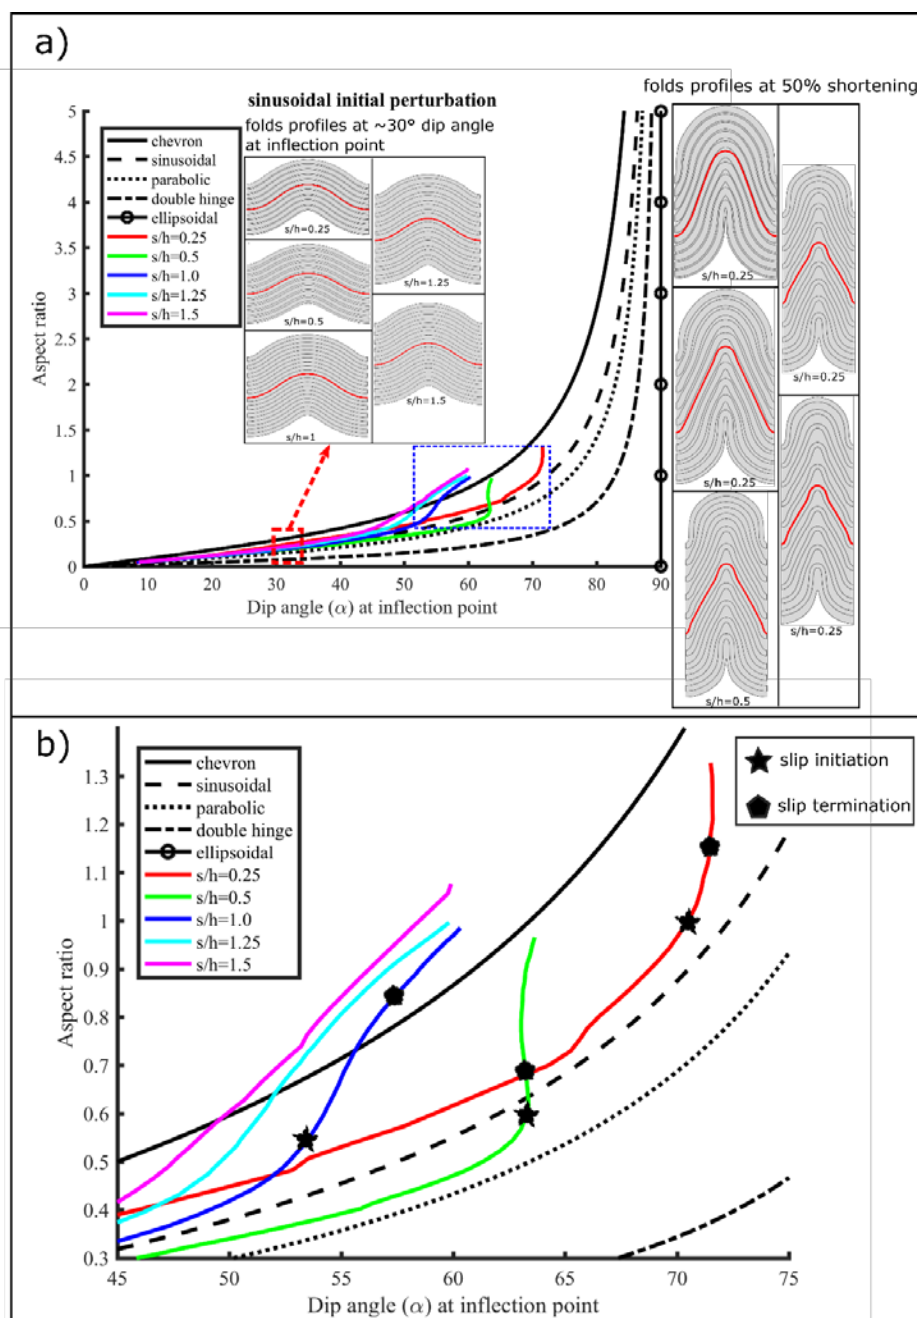 a)
folds profiles at 50% shortening
sinusoidal initial perturbation
folds profiles at ~30° dip angle
at inflection point
chevron
sinusoidal
parabolic
double hinge
ellipsoidal
s/h=0.25
s/h=0.5
s/h=1.0
s/h=1.25
s/h=1.5
s/h=0.25
s/h=1.25
s/h=0.5
s/h=1.5
s/h=1
s/h=0.25
s/h=0.25
s/h=0.25
s/h=0.25
s/h=0.5
Aspect ratio
5
4.5
4
3.5
3
2.5
2
1.5
1
0.5
0
0 10 20 30 40 50 60 70 80 90
Dip angle (α) at inflection point
b)
chevron
sinusoidal
parabolic
double hinge
ellipsoidal
s/h=0.25
s/h=0.5
s/h=1.0
s/h=1.25
s/h=1.5
slip initiation
slip termination
Aspect ratio
1.3
1.2
1.1
1
0.9
0.8
0.7
0.6
0.5
0.4
0.3
45 50 55 60 65 70 75
Dip angle (α) at inflection point